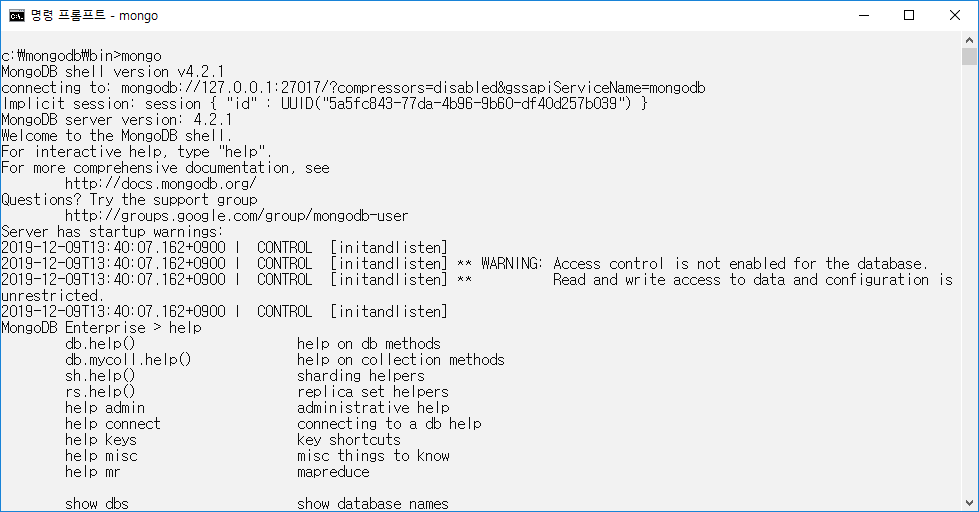 명령 프롬프트 - mongo
c:₩mongodb₩bin>mongo
MongoDB shell version v4.2.1
connecting to: mongodb://127.0.0.1:27017/?compressors=disabled&gssapiServiceName=mongodb
Implicit session: session { "id" : UUID("5a5fc843-77da-4b96-9b60-df40d257b039") }
MongoDB server version: 4.2.1
Welcome to the MongoDB shell.
For interactive help, type "help".
For more comprehensive documentation, see
        http://docs.mongodb.org/
Questions? Try the support group
        http://groups.google.com/group/mongodb-user
Server has startup warnings:
2019-12-09T13:40:07.162+0900 I  CONTROL  [initandlisten]
2019-12-09T13:40:07.162+0900 I  CONTROL  [initandlisten] ** WARNING: Access control is not enabled for the database.
2019-12-09T13:40:07.162+0900 I  CONTROL  [initandlisten] **          Read and write access to data and configuration is
unrestricted.
2019-12-09T13:40:07.162+0900 I  CONTROL  [initandlisten]
MongoDB Enterprise > help
        db.help()                    help on db methods
        db.mycoll.help()             help on collection methods
        sh.help()                    sharding helpers
        rs.help()                    replica set helpers
        help admin                   administrative help
        help connect                 connecting to a db help
        help keys                    key shortcuts
        help misc                    misc things to know
        help mr                      mapreduce
        show dbs                     show database names